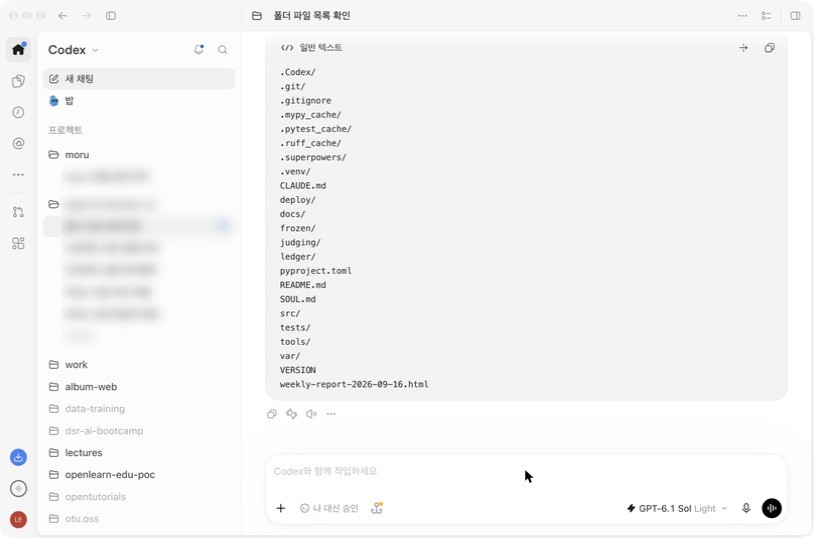 폴더 파일 목록 확인
Codex
새 채팅
밥
프로젝트
moru
work
album-web
data-training
dsr-ai-bootcamp
lectures
openlearn-edu-poc
opentutorials
otu.oss
LE
일반 텍스트
.Codex/
.git/
.gitignore
.mypy_cache/
.pytest_cache/
.ruff_cache/
.superpowers/
.venv/
CLAUDE.md
deploy/
docs/
frozen/
judging/
ledger/
pyproject.toml
README.md
SOUL.md
src/
tests/
tools/
var/
VERSION
weekly-report-2026-09-16.html
Codex와 함께 작업하세요
나 대신 승인
GPT-6.1 Sol Light